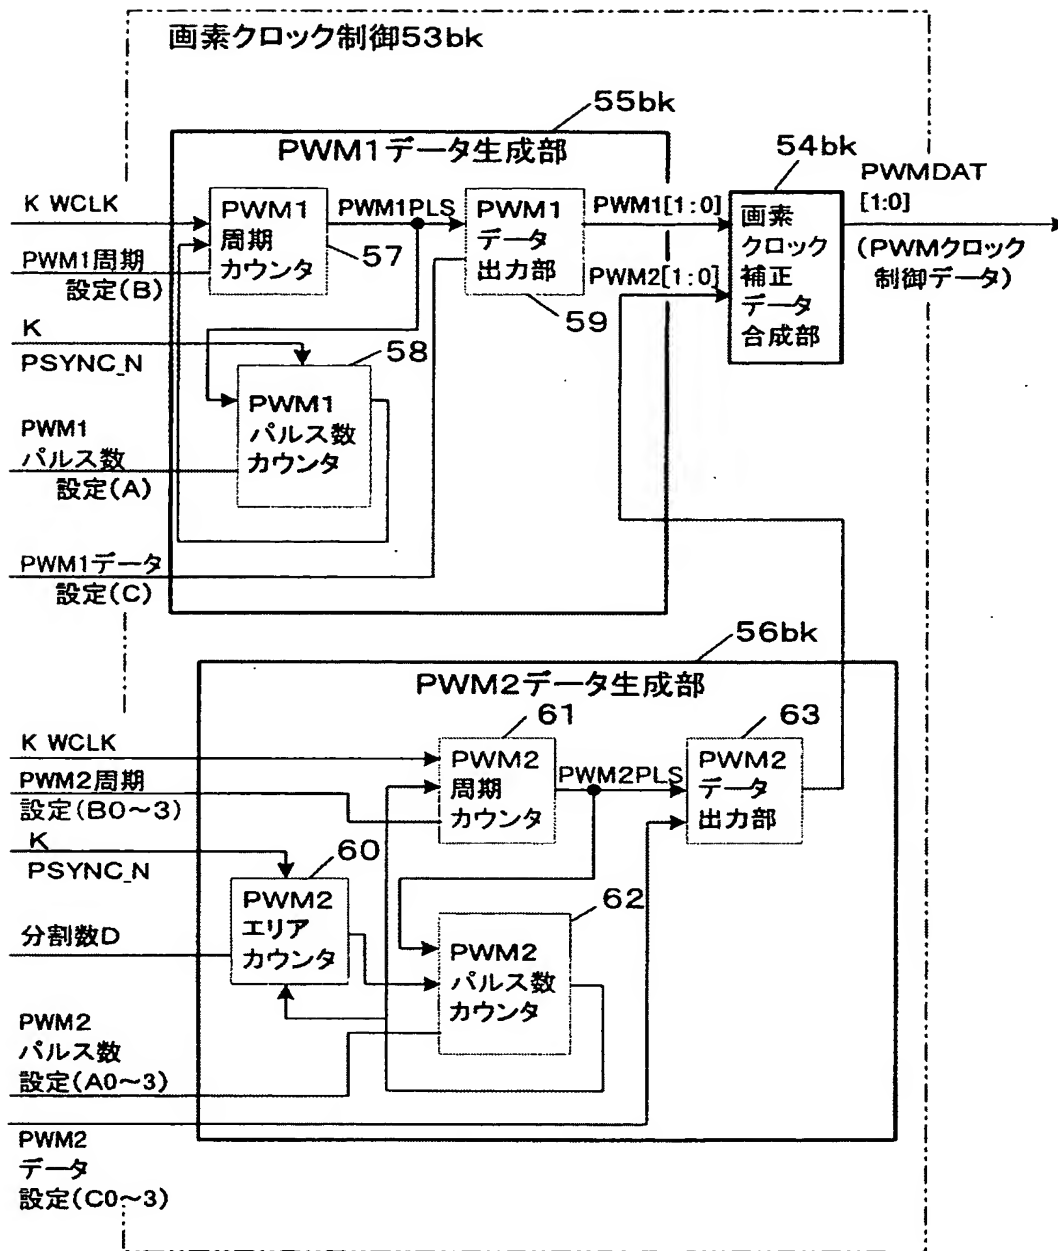 画素クロック制御53bk
55bk
PWM1データ生成部
54bk
PWMDAT
[1:0]
(PWMクロック
制御データ)
K WCLK
PWM1周期
設定(B)
K
PSYNC_N
PWM1
パルス数
設定(A)
PWM1データ
設定(C)
PWM1
周期
カウンタ
57
PWM1PLS
PWM1
データ
出力部
59
PWM1[1:0]
PWM2[1:0]
画素
クロック
補正
データ
合成部
58
PWM1
パルス数
カウンタ
56bk
PWM2データ生成部
K WCLK
PWM2周期
設定(B0~3)
K
PSYNC_N
分割数D
PWM2
パルス数
設定(A0~3)
PWM2
データ
設定(C0~3)
61
PWM2
周期
カウンタ
PWM2PLS
63
PWM2
データ
出力部
60
PWM2
エリア
カウンタ
62
PWM2
パルス数
カウンタ